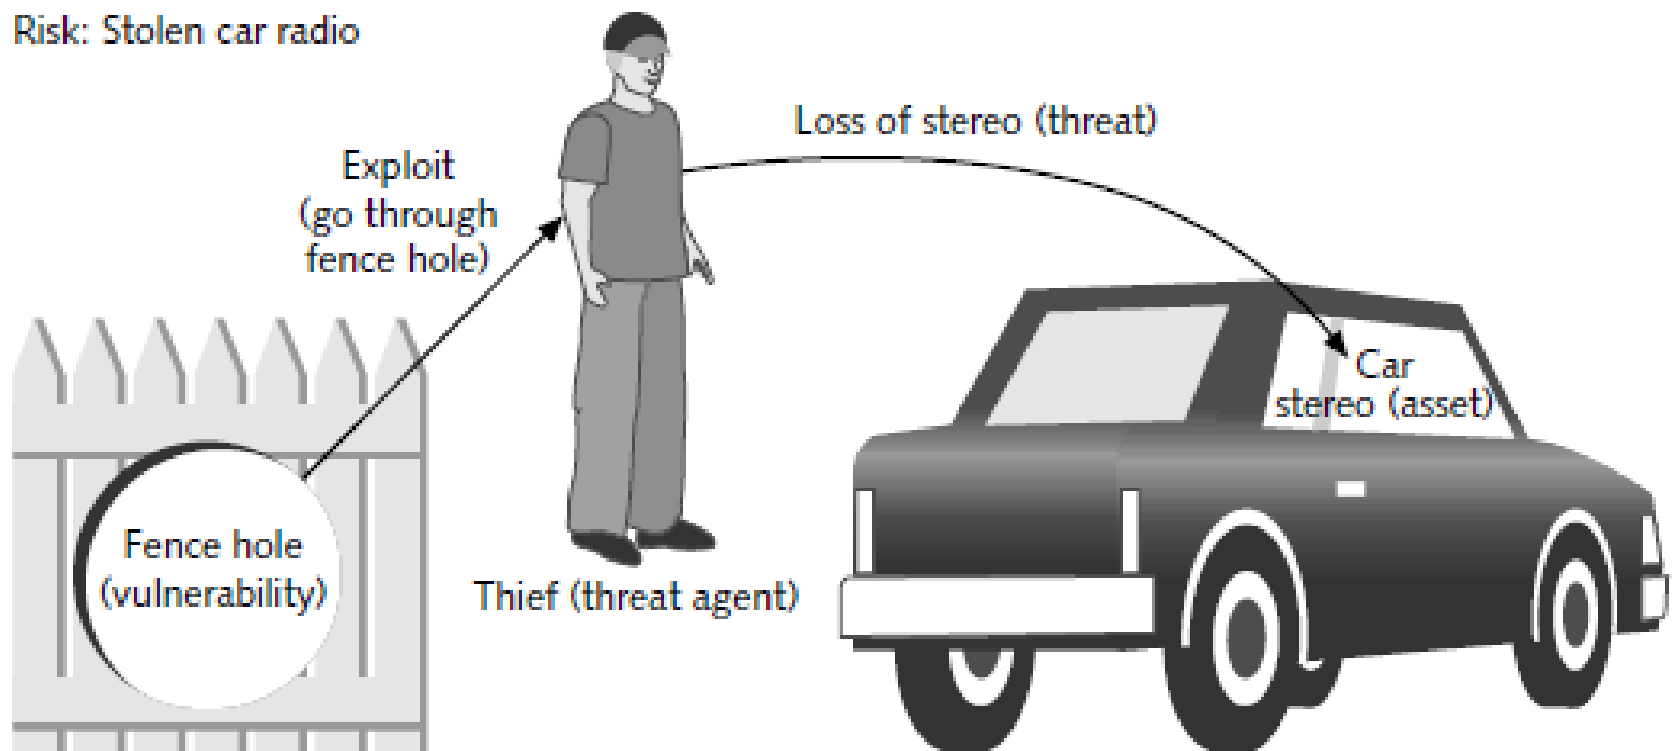 Risk: Stolen car radio
Loss of stereo (threat)
Exploit
(go through
fence hole)
Car
stereo (asset)
Fence hole
(vulnerability)
Thief (threat agent)